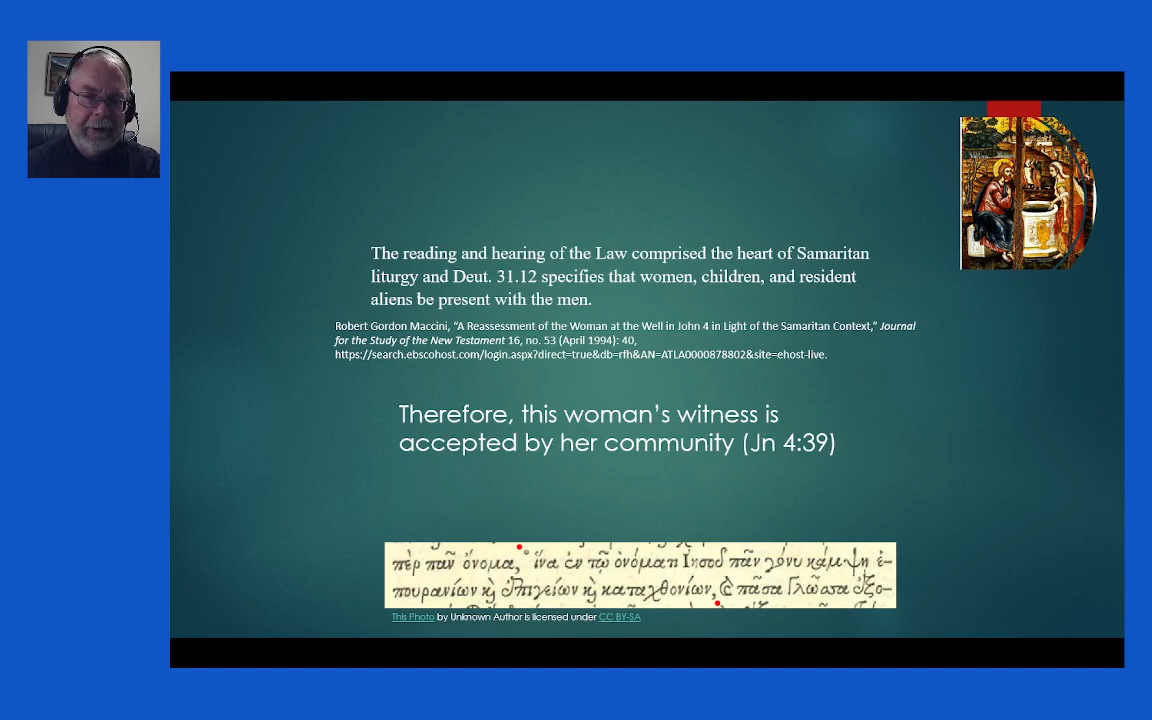 The reading and hearing of the Law comprised the heart of Samaritan
liturgy and Deut. 31.12 specifies that women, children, and resident
aliens be present with the men.
Robert Gordon Maccini, “A Reassessment of the Woman at the Well in John 4 in Light of the Samaritan Context,” Journal
for the Study of the New Testament 16, no. 53 (April 1994): 40,
https://search.ebscohost.com/login.aspx?direct=true&db=rfh&AN=ATLA0000878802&site=ehost-live.
Therefore, this woman’s witness is
accepted by her community (Jn 4:39)
πὲρ πᾶν ὄνομα, ἵνα ἐν τῷ ὀνόματι Ἰησοῦ πᾶν γόνυ κάμψῃ ἐ-
πουρανίων κὶ ἐπιγείων κὶ καταχθονίων, πᾶσα γλῶσσα ἐξο-
This Photo by Unknown Author is licensed under CC BY-SA